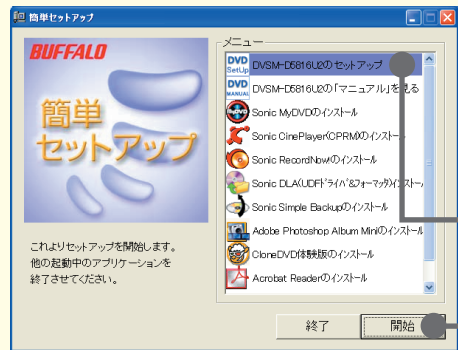 簡単セットアップ
BUFFALO
簡単
セットアップ
これよりセットアップを開始します。
他の起動中のアプリケーションを
終了させてください。
メニュー
DVD SetUp DVSM-D5816U2のセットアップ
DVD MANUAL DVSM-D5816U2の「マニュアル」を見る
MyDVD Sonic MyDVDのインストール
Sonic CinePlayer(CPRM)のインストール
Sonic RecordNow!のインストール
Sonic DLA(UDFドライバ&フォーマッタ)インストール
Sonic Simple Backupのインストール
Adobe Photoshop Album Miniのインストール
CloneDVD体験版のインストール
Acrobat Readerのインストール
終了
開始